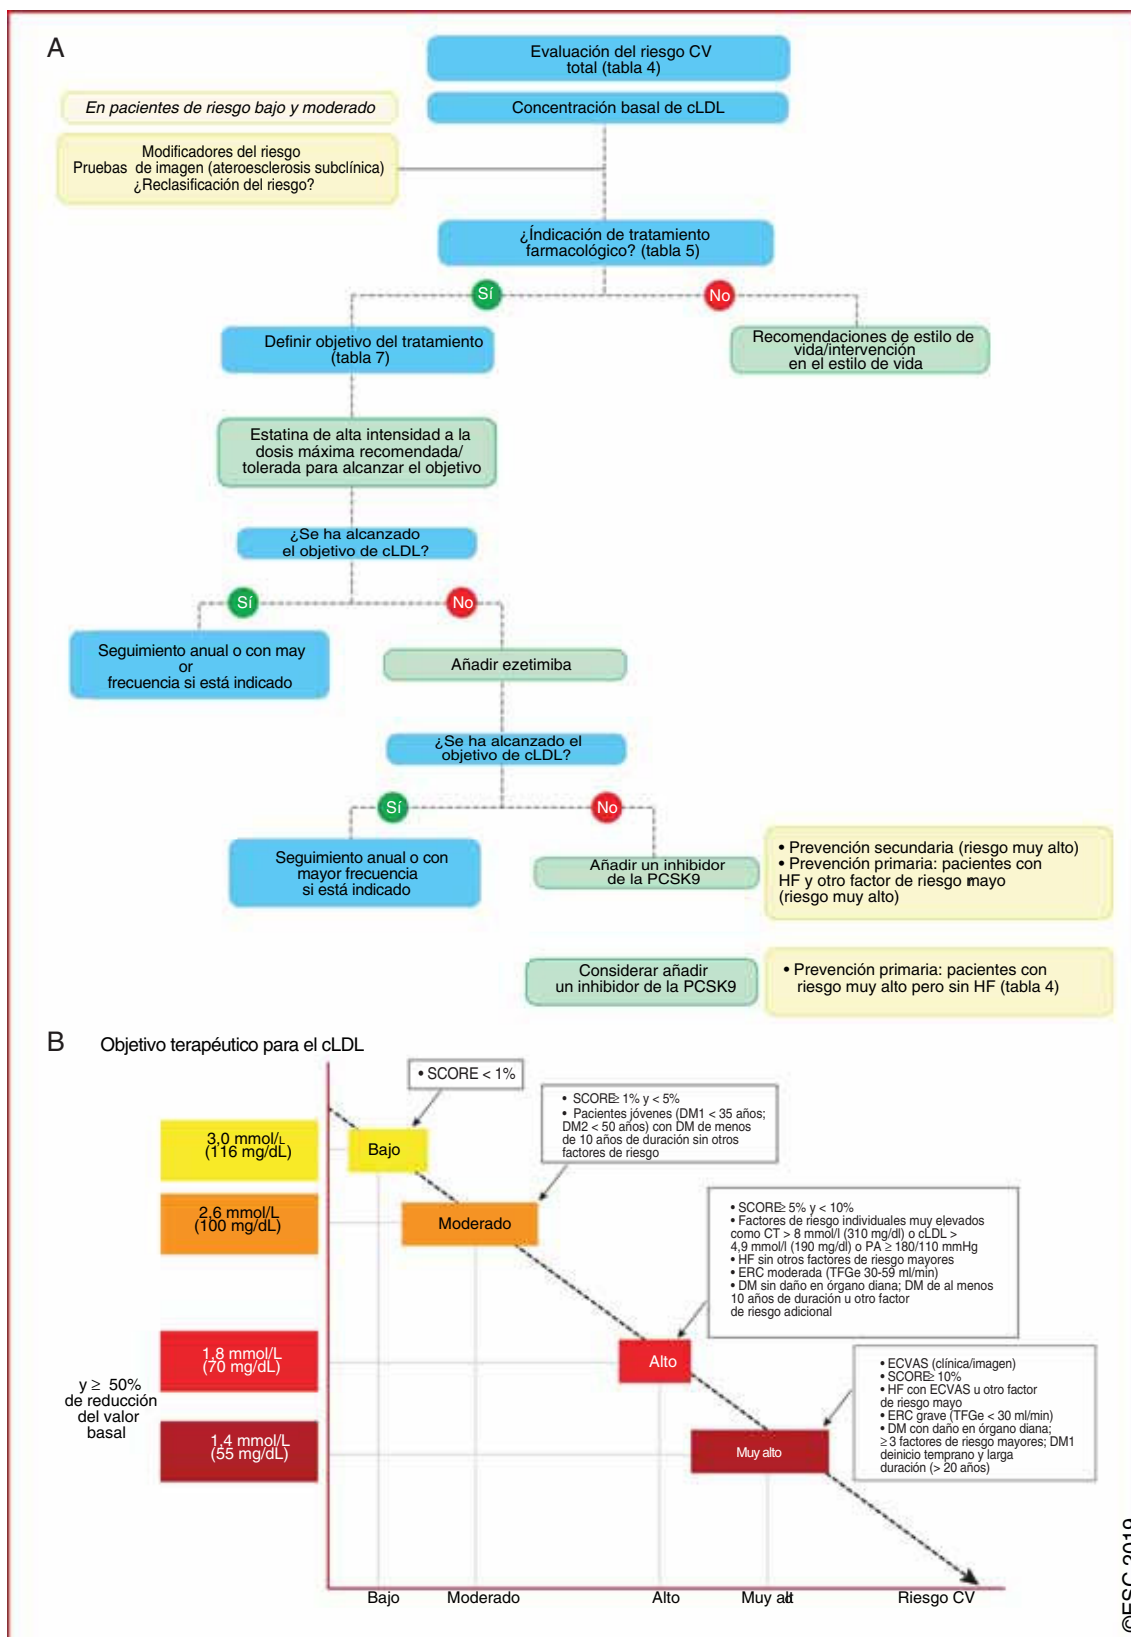 A
Evaluación del riesgo CV
total (tabla 4)
En pacientes de riesgo bajo y moderado
Concentración basal de cLDL
Modificadores del riesgo
Pruebas de imagen (ateroesclerosis subclínica)
¿Reclasificación del riesgo?
¿Índicación de tratamiento
farmacológico? (tabla 5)
Sí
No
Definir objetivo del tratamiento
(tabla 7)
Recomendaciones de estilo de
vida/intervención
en el estilo de vida
Estatina de alta intensidad a la
dosis máxima recomendada/
tolerada para alcanzar el objetivo
¿Se ha alcanzado
el objetivo de cLDL?
Sí
No
Seguimiento anual o con may
or
frecuencia si está indicado
Añadir ezetimiba
¿Se ha alcanzado el
objetivo de cLDL?
Sí
No
Seguimiento anual o con
mayor frecuencia
si está indicado
Añadir un inhibidor
de la PCSK9
• Prevención secundaria (riesgo muy alto)
• Prevención primaria: pacientes con
HF y otro factor de riesgo mayo
(riesgo muy alto)
Considerar añadir
un inhibidor de la PCSK9
• Prevención primaria: pacientes con
riesgo muy alto pero sin HF (tabla 4)
B
Objetivo terapéutico para el cLDL
• SCORE < 1%
• SCORE≥ 1% y < 5%
• Pacientes jóvenes (DM1 < 35 años;
DM2 < 50 años) con DM de menos
de 10 años de duración sin otros
factores de riesgo
3,0 mmol/L
(116 mg/dL)
Bajo
2,6 mmol/L
(100 mg/dL)
Moderado
• SCORE≥ 5% y < 10%
• Factores de riesgo individuales muy elevados
como CT > 8 mmol/l (310 mg/dl) o cLDL >
4,9 mmol/l (190 mg/dl) o PA ≥ 180/110 mmHg
• HF sin otros factores de riesgo mayores
• ERC moderada (TFGe 30-59 ml/min)
• DM sin daño en órgano diana; DM de al menos
10 años de duración u otro factor
de riesgo adicional
1,8 mmol/L
(70 mg/dL)
Alto
y ≥ 50%
de reducción
del valor
basal
1,4 mmol/L
(55 mg/dL)
Muy alto
• ECVAS (clínica/imagen)
• SCORE≥ 10%
• HF con ECVAS u otro factor
de riesgo mayo
• ERC grave (TFGe < 30 ml/min)
• DM con daño en órgano diana;
≥ 3 factores de riesgo mayores; DM1
deinicio temprano y larga
duración (> 20 años)
Bajo
Moderado
Alto
Muy alt
Riesgo CV
©ESC 2019